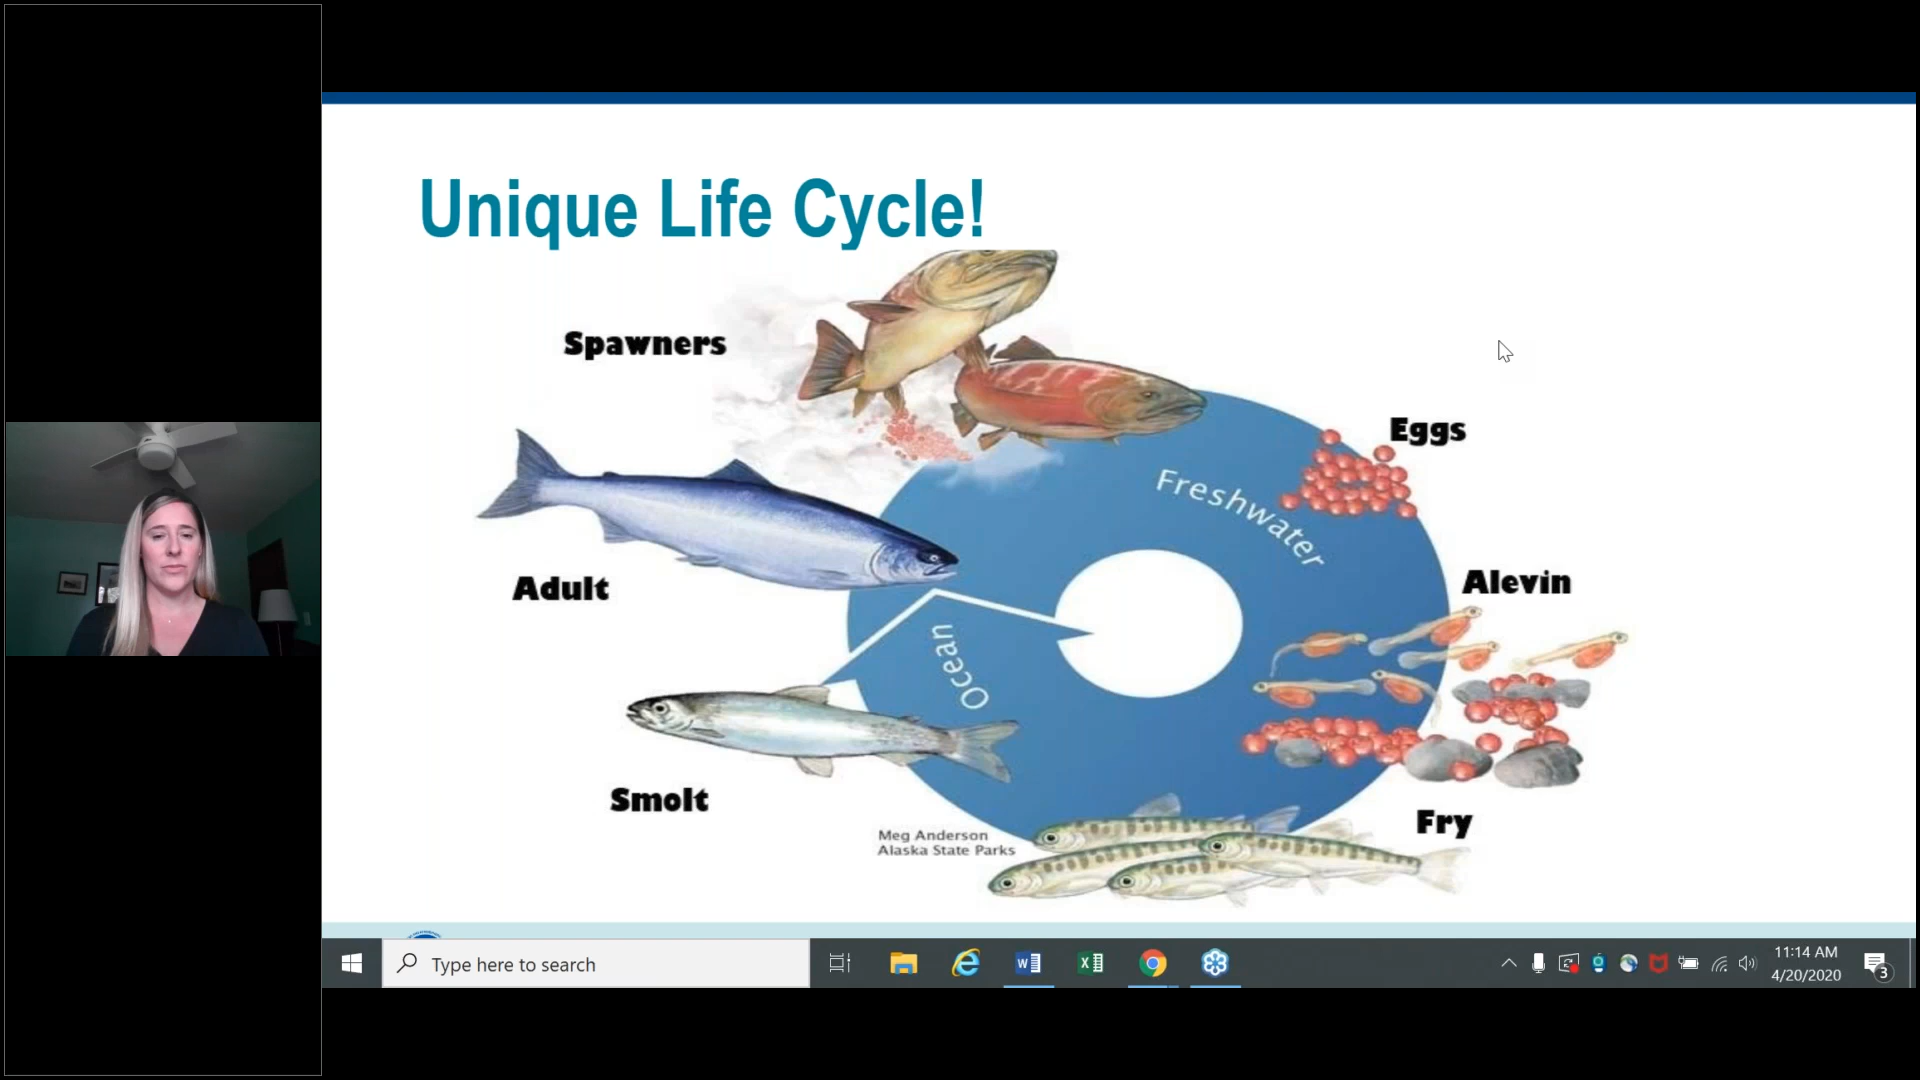 Unique Life Cycle!
Spawners
Eggs
Freshwater
Alevin
Adult
Ocean
Smolt
Fry
Meg Anderson
Alaska State Parks
Type here to search
11:14 AM
4/20/2020
3